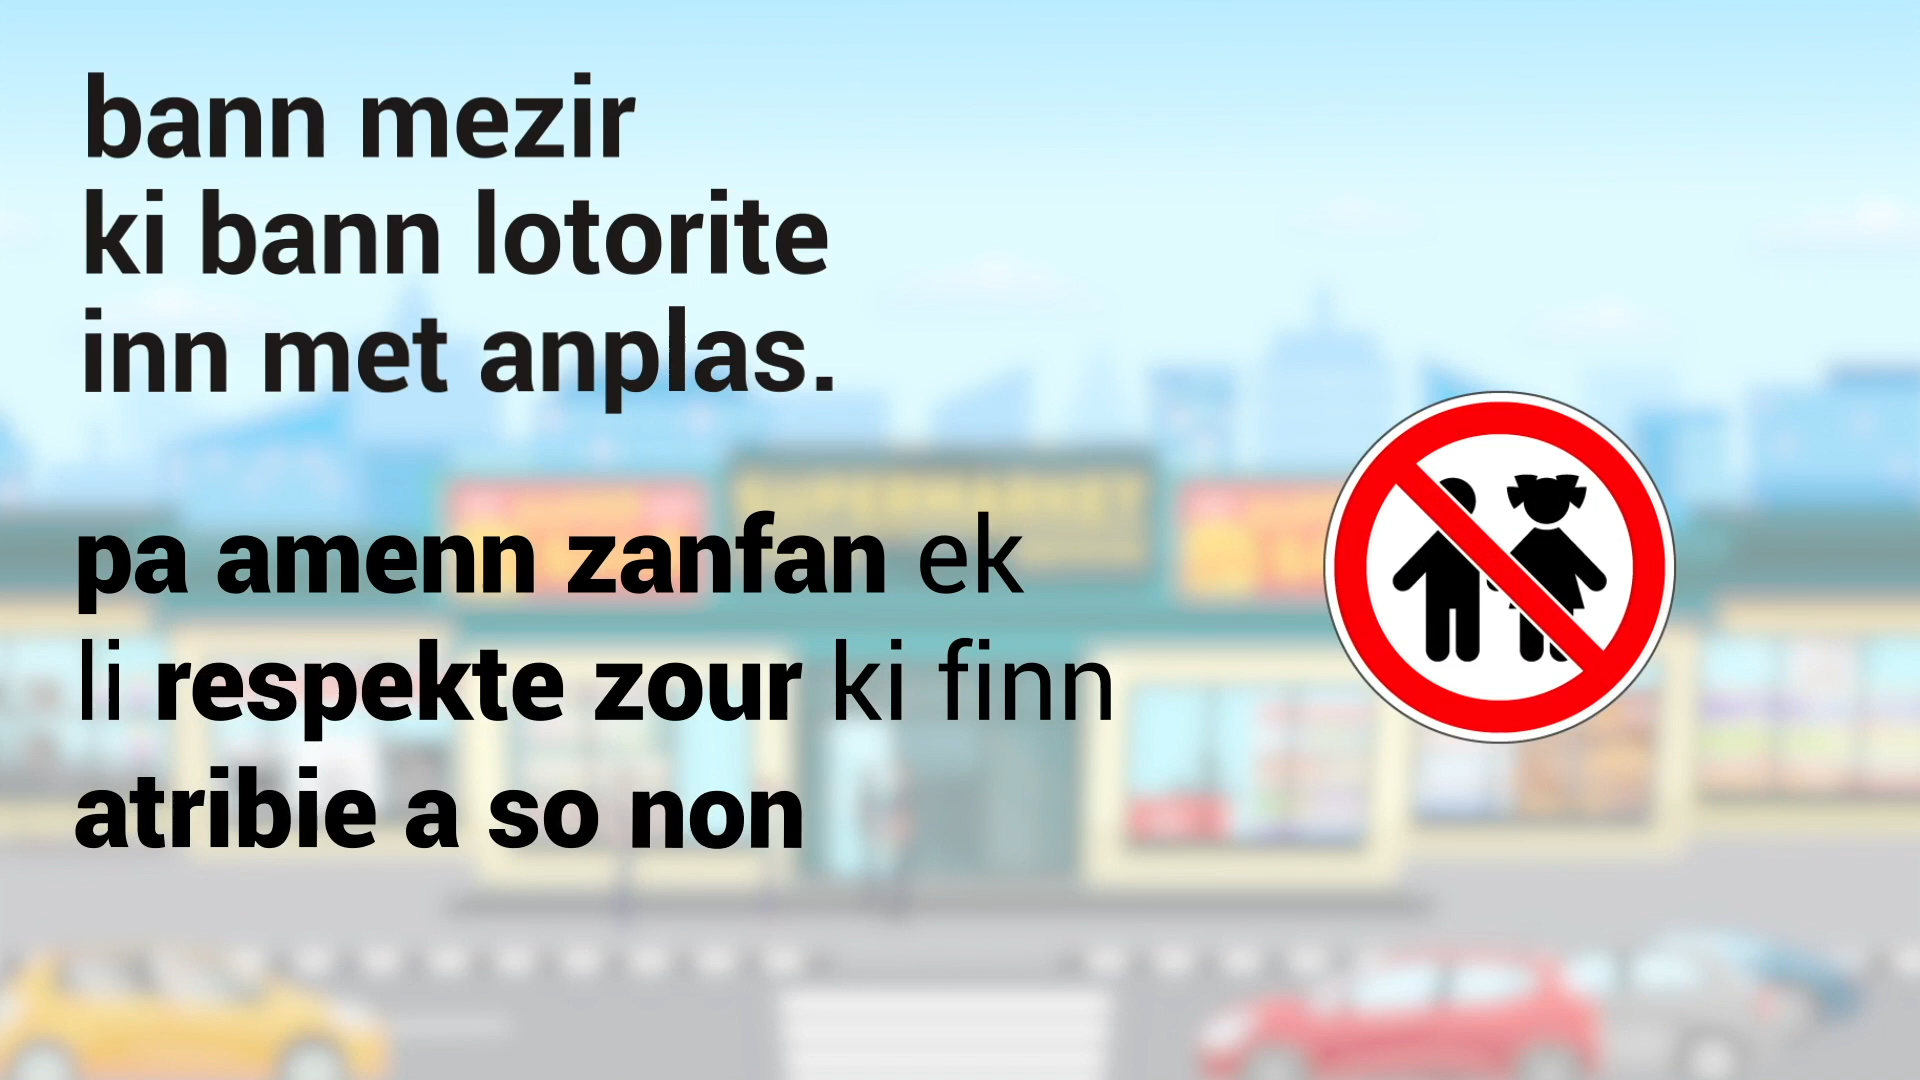 bann mezir
ki bann lotorite
inn met anplas.
SUPERMARKET
pa amenn zanfan ek
li respekte zour ki finn
atribie a so non